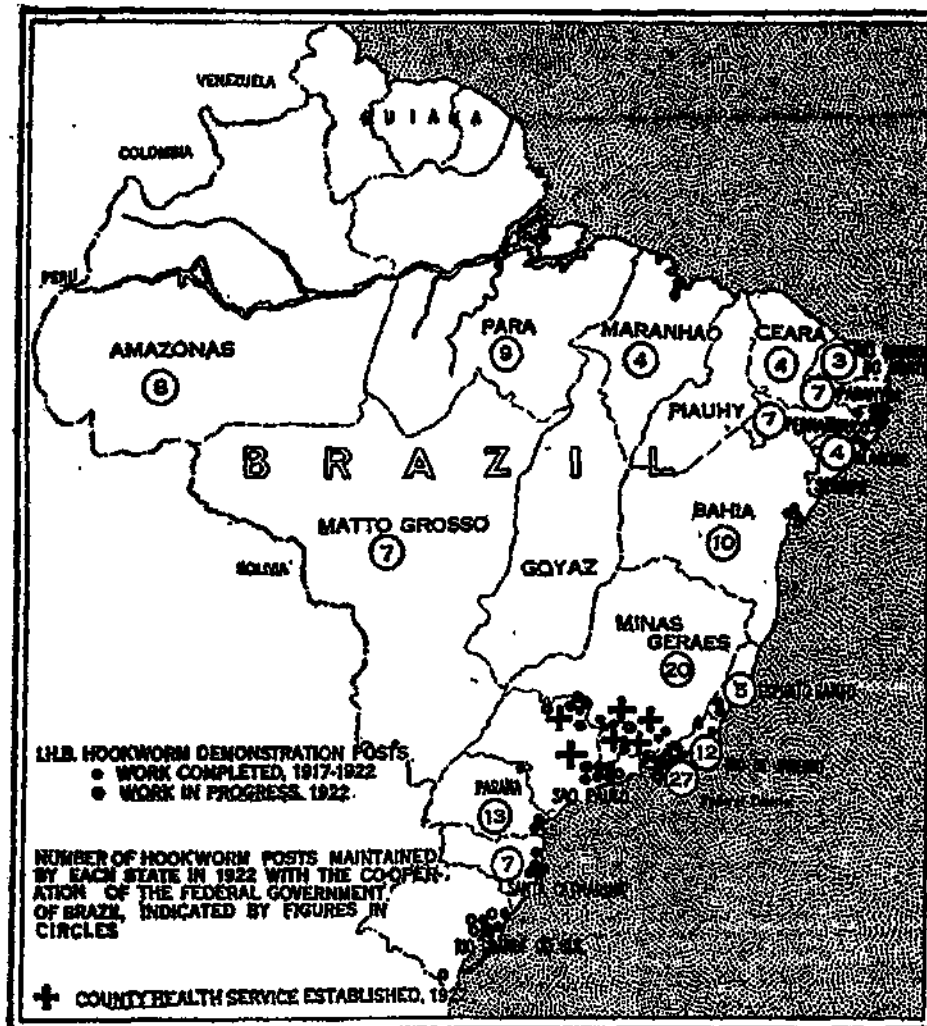 VENEZUELA
GUIANA
COLOMBIA
PERU
AMAZONAS
8
PARA
9
MARANHAO
4
CEARA
4
3
7
PIAUHY
7
4
BRAZIL
MATTO GROSSO
7
BOLIVIA
GOYAZ
BAHIA
10
MINAS
GERAES
20
12
27
I.H.B. HOOKWORM DEMONSTRATION POSTS
WORK COMPLETED, 1917-1922
WORK IN PROGRESS. 1922
SAO PAULO
PARANA
13
7
NUMBER OF HOOKWORM POSTS MAINTAINED
BY EACH STATE IN 1922 WITH THE CO-OPER-
ATION OF THE FEDERAL GOVERNMENT
OF BRAZIL, INDICATED BY FIGURES IN
CIRCLES
COUNTY HEALTH SERVICE ESTABLISHED,